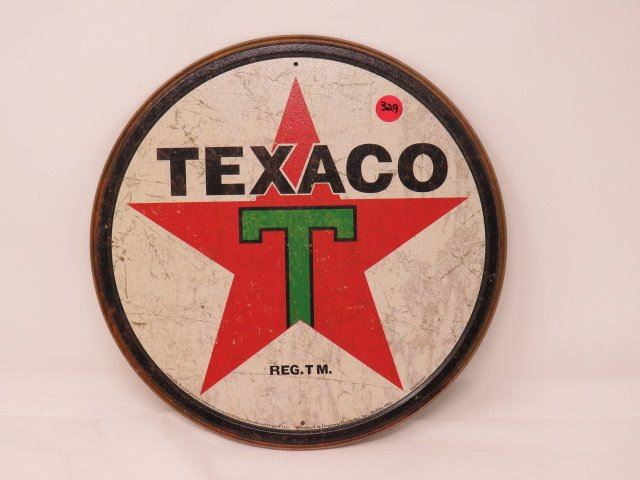 329
TEXACO
T
REG. T M.